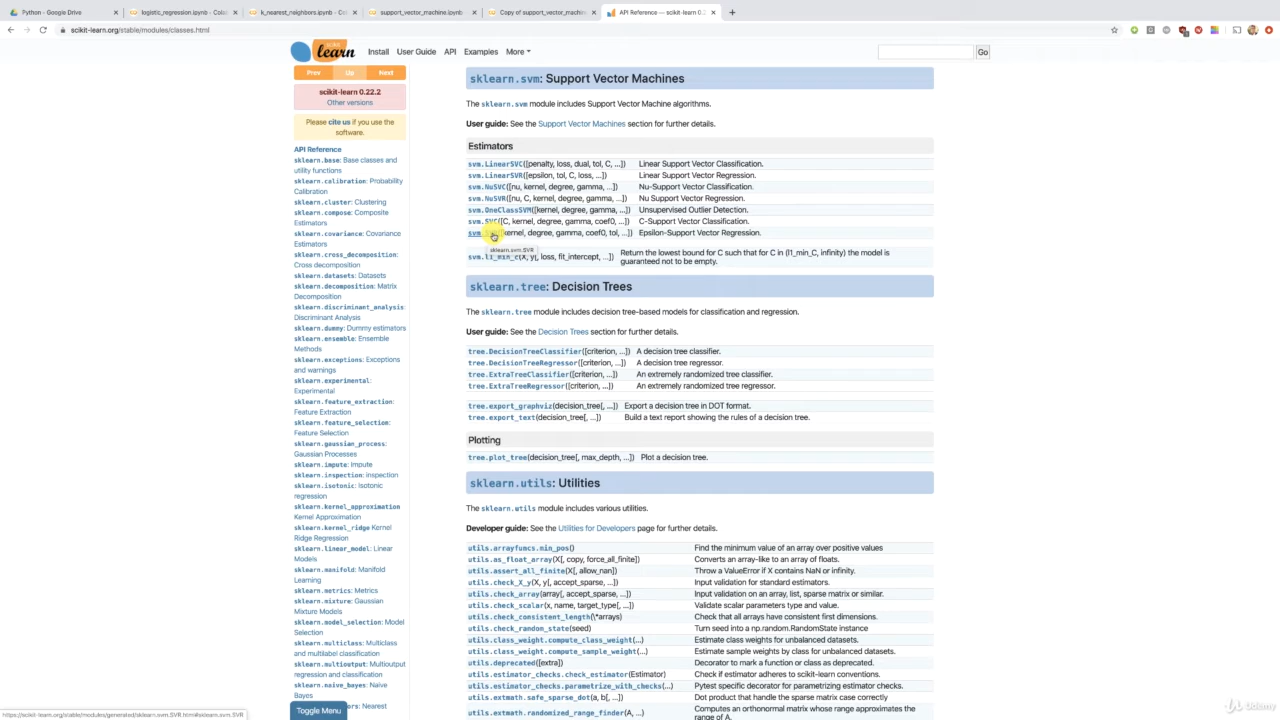 Python - Google Drive
logistic_regression.ipynb - Cola
k_nearest_neighbors.ipynb - Co
support_vector_machine.ipynb
Copy of support_vector_machine
API Reference — scikit-learn 0.2
scikit-learn.org/stable/modules/classes.html
learn
Install User Guide API Examples More
Go
Prev Up Next
scikit-learn 0.22.2
Other versions
Please cite us if you use the
software.
API Reference
sklearn.base: Base classes and
utility functions
sklearn.calibration: Probability
Calibration
sklearn.cluster: Clustering
sklearn.compose: Composite
Estimators
sklearn.covariance: Covariance
Estimators
sklearn.cross_decomposition:
Cross decomposition
sklearn.datasets: Datasets
sklearn.decomposition: Matrix
Decomposition
sklearn.discriminant_analysis:
Discriminant Analysis
sklearn.dummy: Dummy estimators
sklearn.ensemble: Ensemble
Methods
sklearn.exceptions: Exceptions
and warnings
sklearn.experimental:
Experimental
sklearn.feature_extraction:
Feature Extraction
sklearn.feature_selection:
Feature Selection
sklearn.gaussian_process:
Gaussian Processes
sklearn.impute: Impute
sklearn.inspection: Inspection
sklearn.isotonic: Isotonic
regression
sklearn.kernel_approximation
Kernel Approximation
sklearn.kernel_ridge Kernel
Ridge Regression
sklearn.linear_model: Linear
Models
sklearn.manifold: Manifold
Learning
sklearn.metrics: Metrics
sklearn.mixture: Gaussian
Mixture Models
sklearn.model_selection: Model
Selection
sklearn.multiclass: Multiclass
and multilabel classification
sklearn.multioutput: Multioutput
regression and classification
sklearn.naive_bayes: Naive
Bayes
Nearest
Toggle Menu
https://scikit-learn.org/stable/modules/generated/sklearn.svm.SVR.html#sklearn.svm.SVR
sklearn.svm: Support Vector Machines
The sklearn.svm module includes Support Vector Machine algorithms.
User guide: See the Support Vector Machines section for further details.
Estimators
svm.LinearSVC([penalty, loss, dual, tol, C, ...]) Linear Support Vector Classification.
svm.LinearSVR([epsilon, tol, C, loss, ...]) Linear Support Vector Regression.
svm.NuSVC([nu, kernel, degree, gamma, ...]) Nu-Support Vector Classification.
svm.NuSVR([nu, C, kernel, degree, gamma, ...]) Nu Support Vector Regression.
svm.OneClassSVM([kernel, degree, gamma, ...]) Unsupervised Outlier Detection.
svm.SVC([C, kernel, degree, gamma, coef0, ...]) C-Support Vector Classification.
svm. kernel, degree, gamma, coef0, tol, ...]) Epsilon-Support Vector Regression.
sklearn.svm.SVR
svm.l1_min_c(X, y[, loss, fit_intercept, ...]) Return the lowest bound for C such that for C in (l1_min_C, infinity) the model is
guaranteed not to be empty.
sklearn.tree: Decision Trees
The sklearn.tree module includes decision tree-based models for classification and regression.
User guide: See the Decision Trees section for further details.
tree.DecisionTreeClassifier([criterion, ...]) A decision tree classifier.
tree.DecisionTreeRegressor([criterion, ...]) A decision tree regressor.
tree.ExtraTreeClassifier([criterion, ...]) An extremely randomized tree classifier.
tree.ExtraTreeRegressor([criterion, ...]) An extremely randomized tree regressor.
tree.export_graphviz(decision_tree[, ...]) Export a decision tree in DOT format.
tree.export_text(decision_tree[, ...]) Build a text report showing the rules of a decision tree.
Plotting
tree.plot_tree(decision_tree[, max_depth, ...]) Plot a decision tree.
sklearn.utils: Utilities
The sklearn.utils module includes various utilities.
Developer guide: See the Utilities for Developers page for further details.
utils.arrayfuncs.min_pos() Find the minimum value of an array over positive values
utils.as_float_array(X[, copy, force_all_finite]) Converts an array-like to an array of floats.
utils.assert_all_finite(X[, allow_nan]) Throw a ValueError if X contains NaN or infinity.
utils.check_X_y(X, y[, accept_sparse, ...]) Input validation for standard estimators.
utils.check_array(array[, accept_sparse, ...]) Input validation on an array, list, sparse matrix or similar.
utils.check_scalar(x, name, target_type[, ...]) Validate scalar parameters type and value.
utils.check_consistent_length(\*arrays) Check that all arrays have consistent first dimensions.
utils.check_random_state(seed) Turn seed into a np.random.RandomState instance
utils.class_weight.compute_class_weight(...) Estimate class weights for unbalanced datasets.
utils.class_weight.compute_sample_weight(...) Estimate sample weights by class for unbalanced datasets.
utils.deprecated([extra]) Decorator to mark a function or class as deprecated.
utils.estimator_checks.check_estimator(Estimator) Check if estimator adheres to scikit-learn conventions.
utils.estimator_checks.parametrize_with_checks(...) Pytest specific decorator for parametrizing estimator checks.
utils.extmath.safe_sparse_dot(a, b[, ...]) Dot product that handle the sparse matrix case correctly
utils.extmath.randomized_range_finder(A, ...) Computes an orthonormal matrix whose range approximates the
range of A.
Udemy